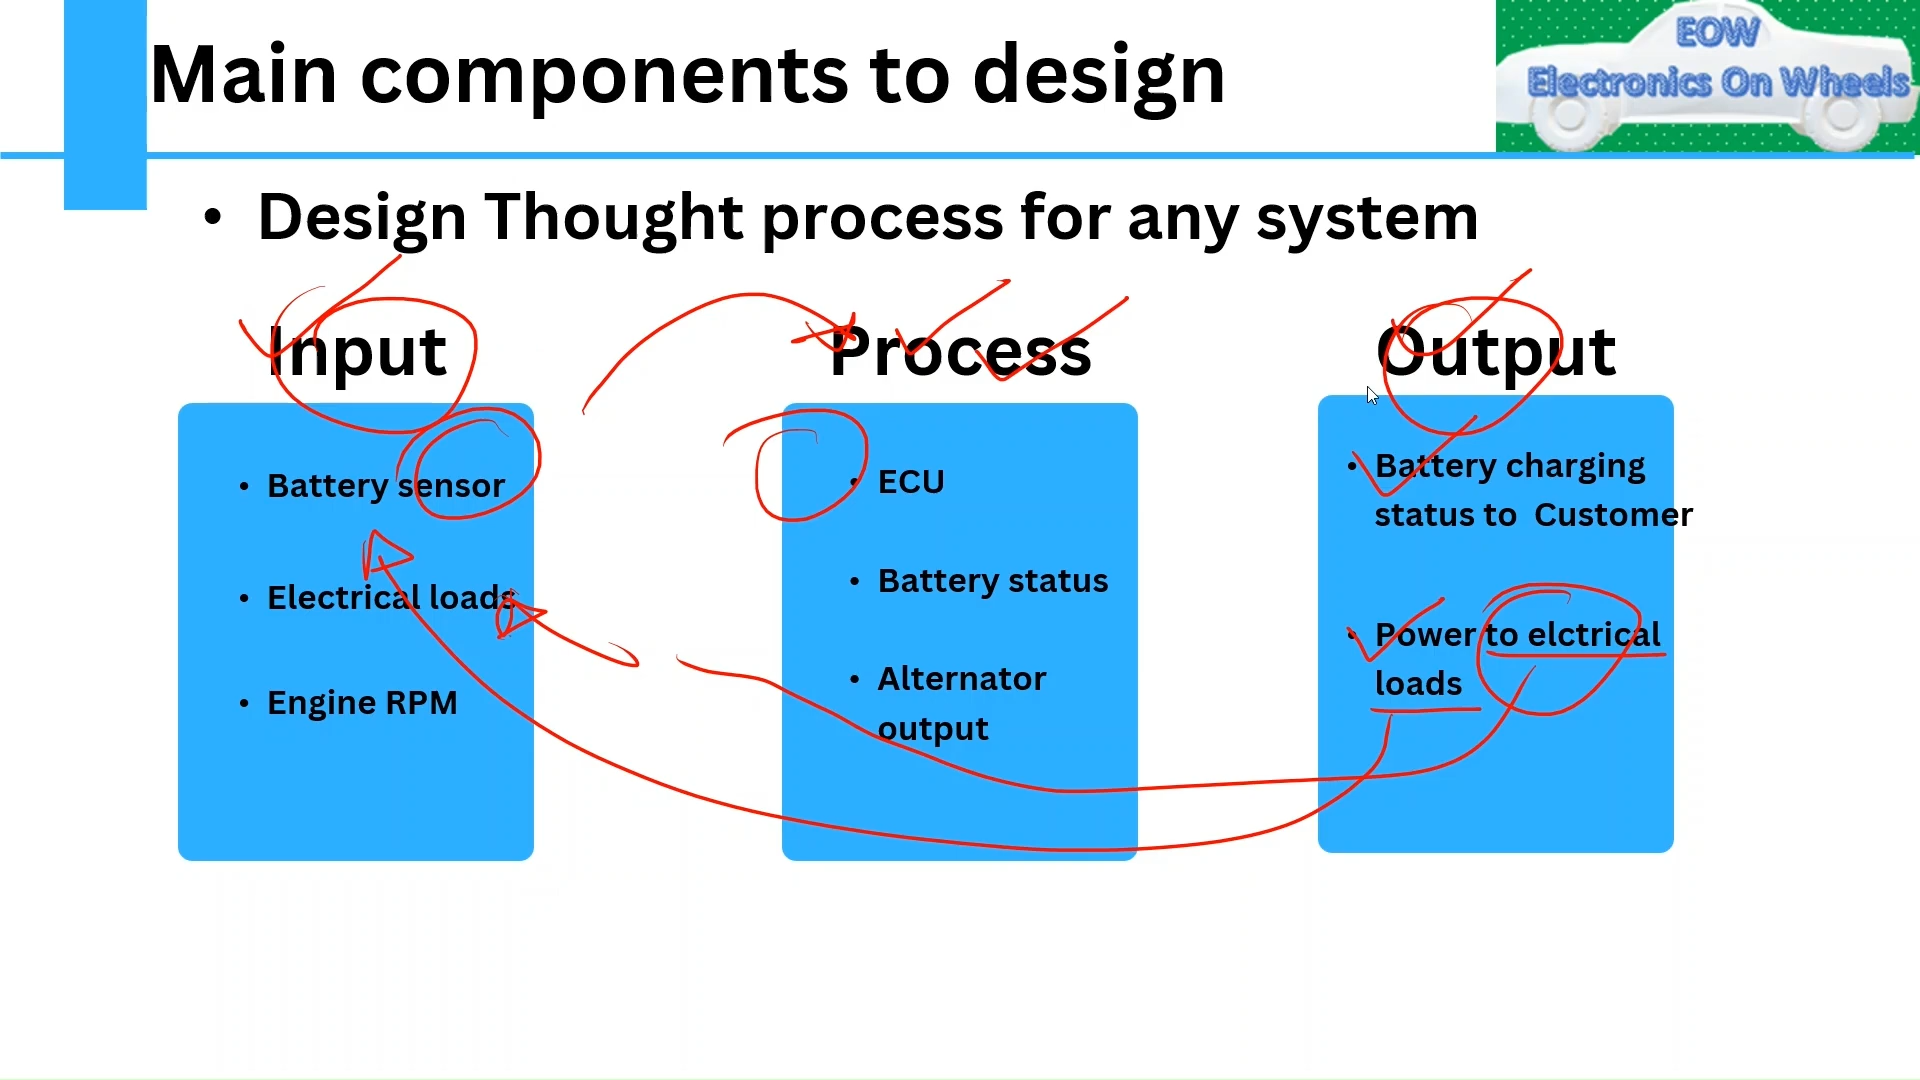 Main components to design
EOW
Electronics On Wheels
• Design Thought process for any system
Input
• Battery sensor
• Electrical loads
• Engine RPM
Process
• ECU
• Battery status
• Alternator
output
Output
• Battery charging
status to Customer
• Power to elctrical
loads